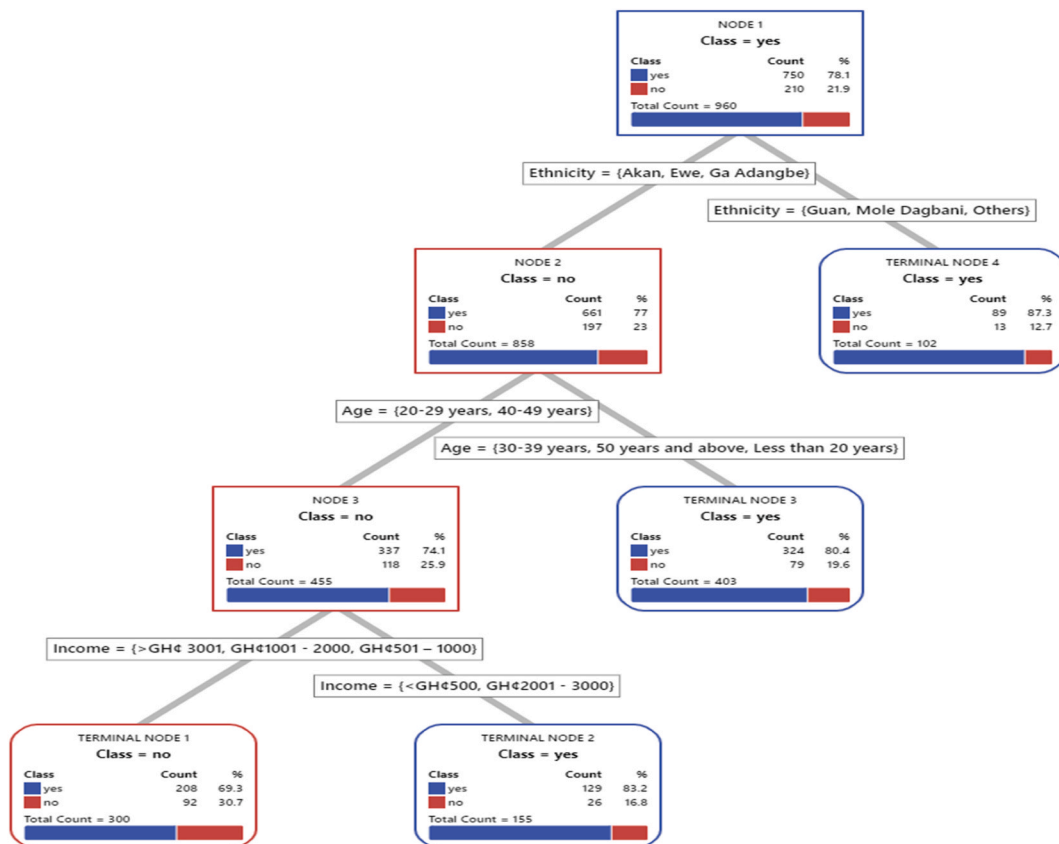 NODE 1
Class = yes
Class Count %
yes 750 78.1
no 210 21.9
Total Count = 960
Ethnicity = {Akan, Ewe, Ga Adangbe}
Ethnicity = {Guan, Mole Dagbani, Others}
NODE 2
Class = no
Class Count %
yes 661 77
no 197 23
Total Count = 858
TERMINAL NODE 4
Class = yes
Class Count %
yes 89 87.3
no 13 12.7
Total Count = 102
Age = {20-29 years, 40-49 years}
Age = {30-39 years, 50 years and above, Less than 20 years}
NODE 3
Class = no
Class Count %
yes 337 74.1
no 118 25.9
Total Count = 455
TERMINAL NODE 3
Class = yes
Class Count %
yes 324 80.4
no 79 19.6
Total Count = 403
Income = {>GH¢ 3001, GH¢1001 - 2000, GH¢501 – 1000}
Income = {<GH¢500, GH¢2001 - 3000}
TERMINAL NODE 1
Class = no
Class Count %
yes 208 69.3
no 92 30.7
Total Count = 300
TERMINAL NODE 2
Class = yes
Class Count %
yes 129 83.2
no 26 16.8
Total Count = 155